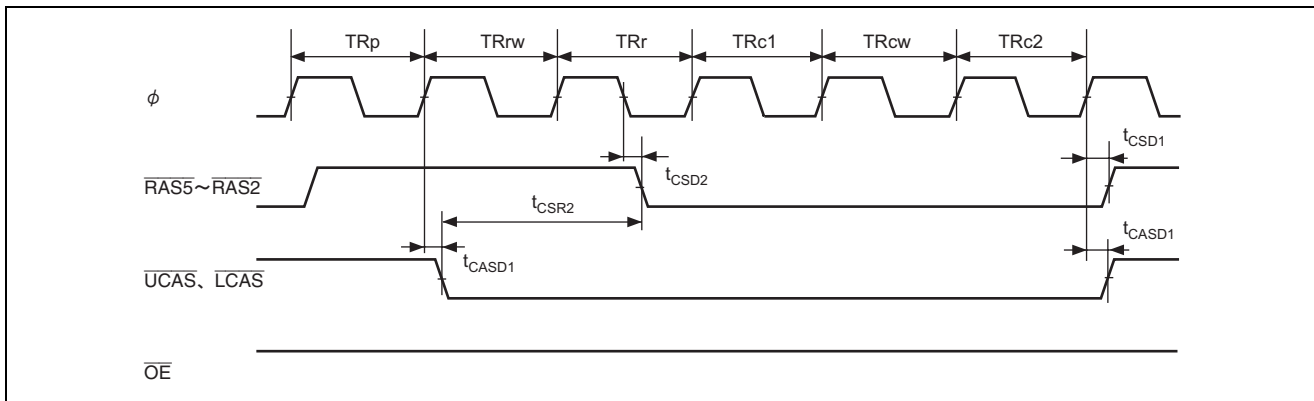 TRp TRrw TRr TRc1 TRcw TRc2
φ
tCSD1
RAS5～RAS2
tCSD2
tCSR2
tCASD1
UCAS、LCAS
tCASD1
OE